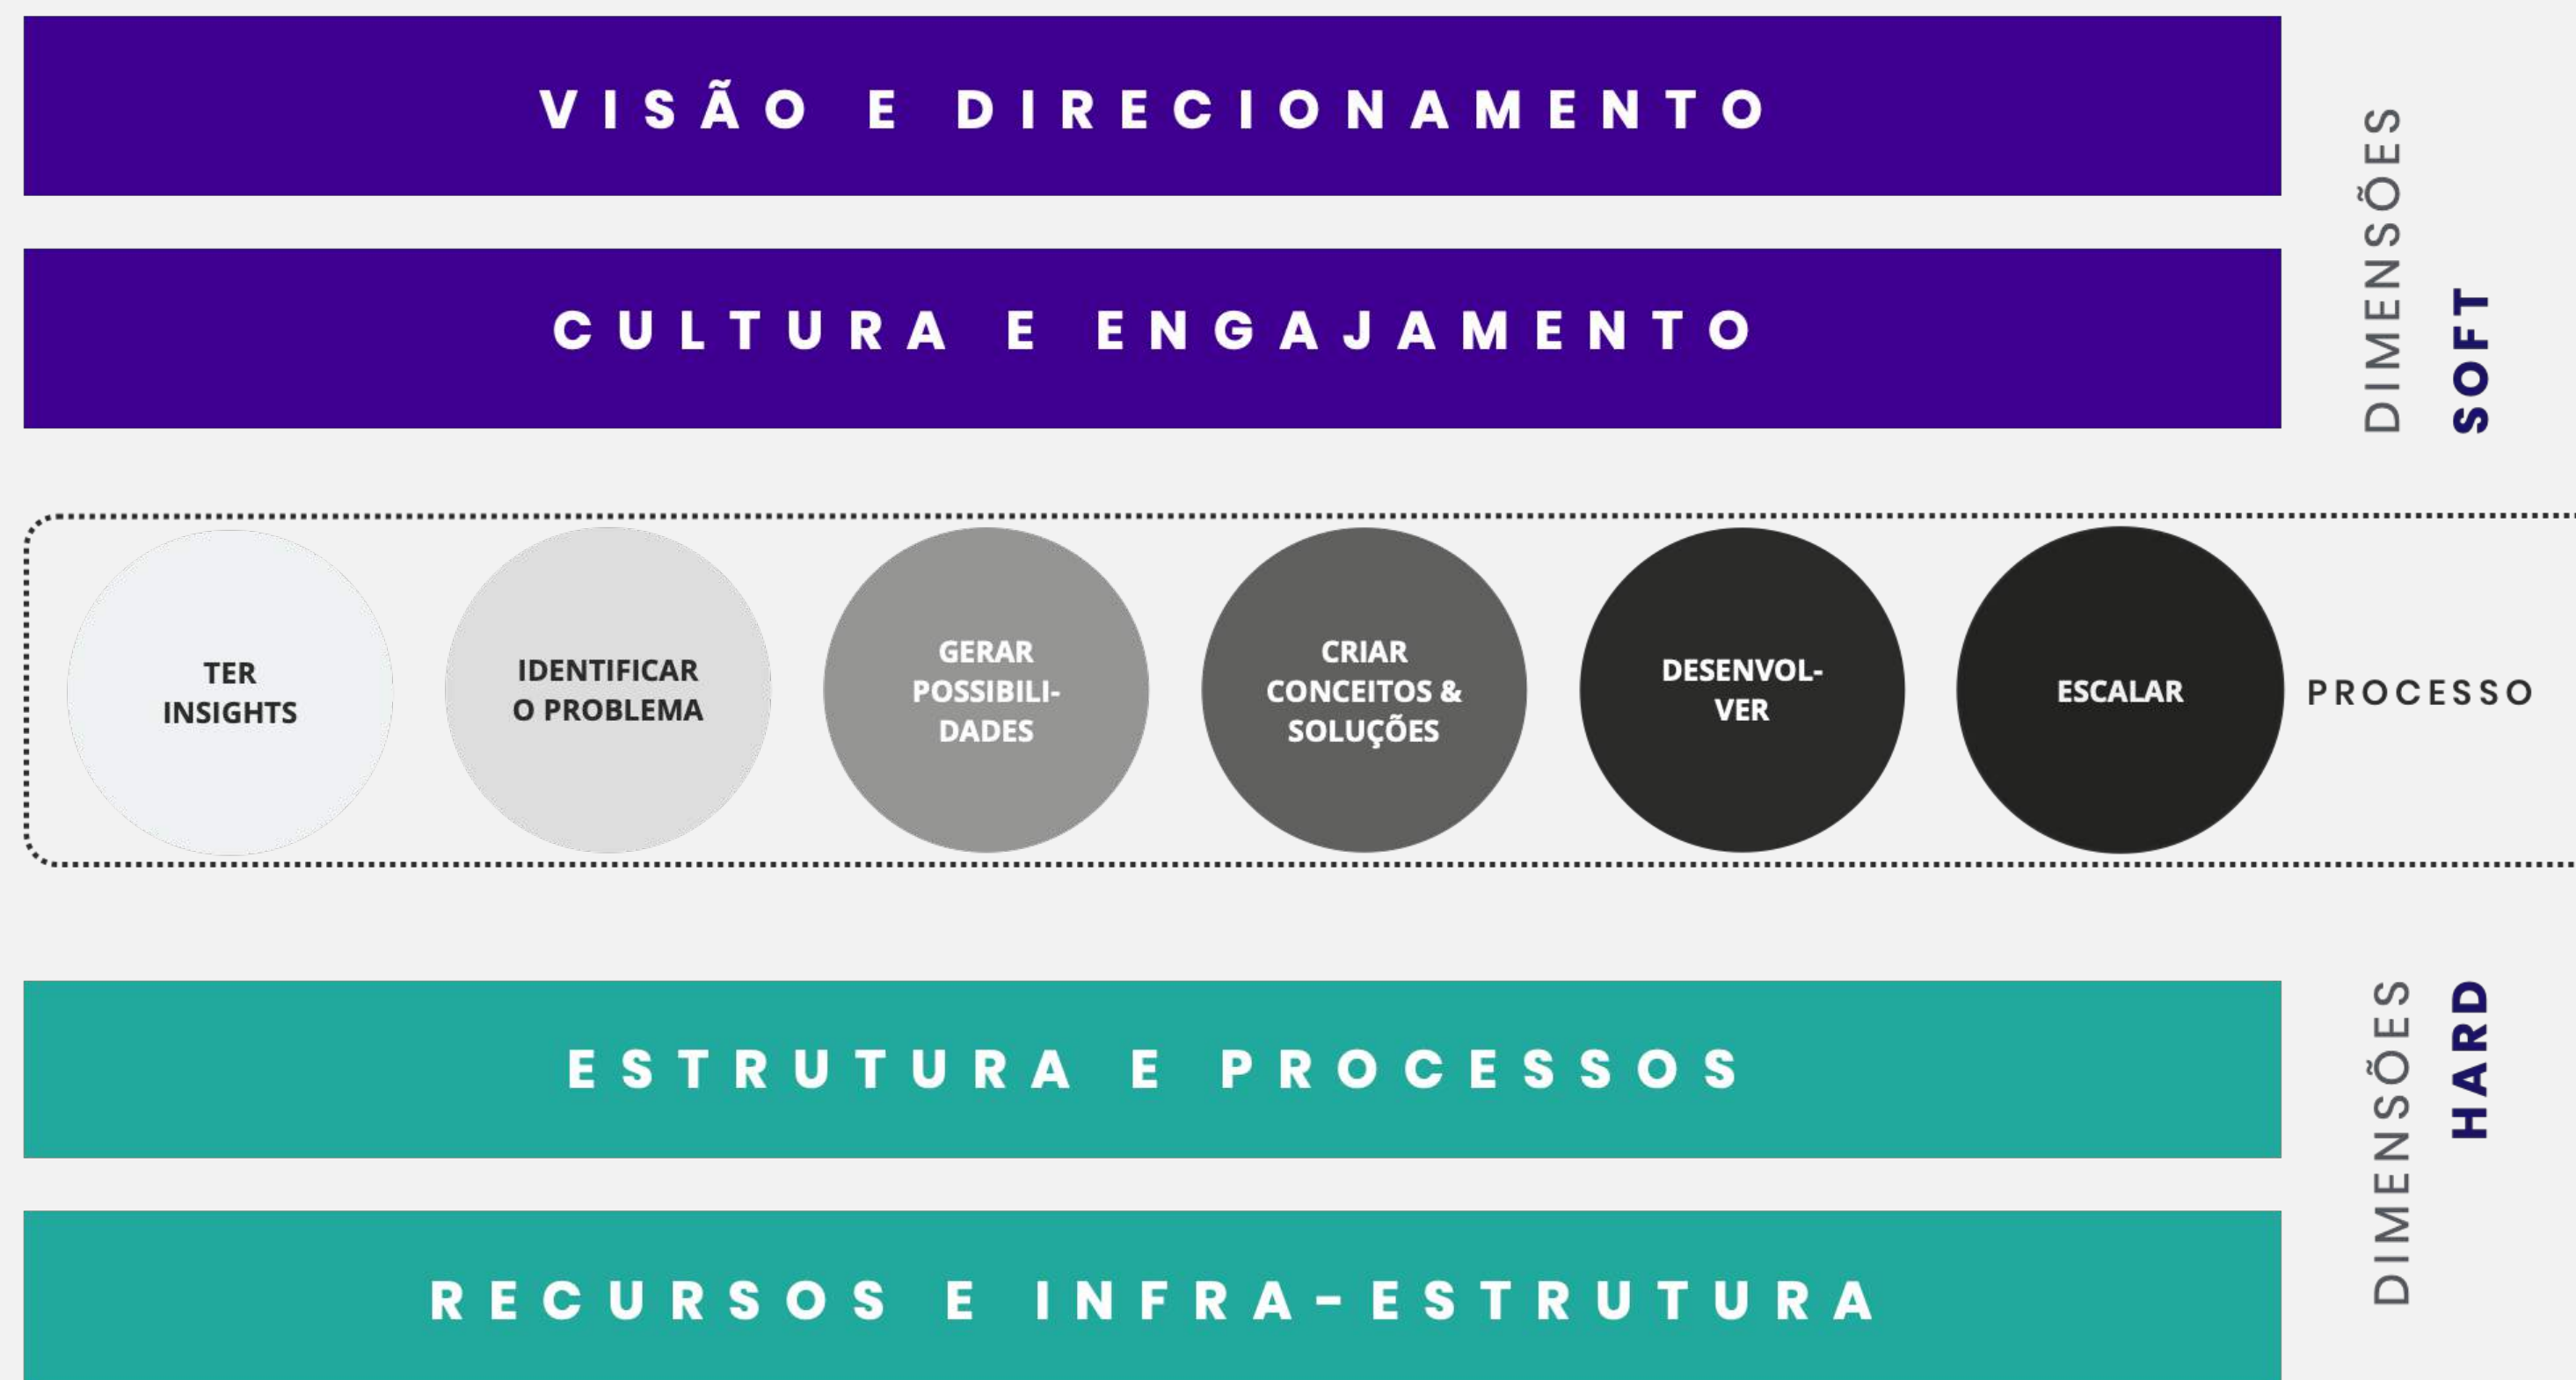 VISÃO E DIRECIONAMENTO
CULTURA E ENGAJAMENTO
DIMENSÕES
SOFT
TER
INSIGHTS
IDENTIFICAR
O PROBLEMA
GERAR
POSSIBILI-
DADES
CRIAR
CONCEITOS &
SOLUÇÕES
DESENVOL-
VER
ESCALAR
PROCESSO
ESTRUTURA E PROCESSOS
RECURSOS E INFRA-ESTRUTURA
DIMENSÕES
HARD